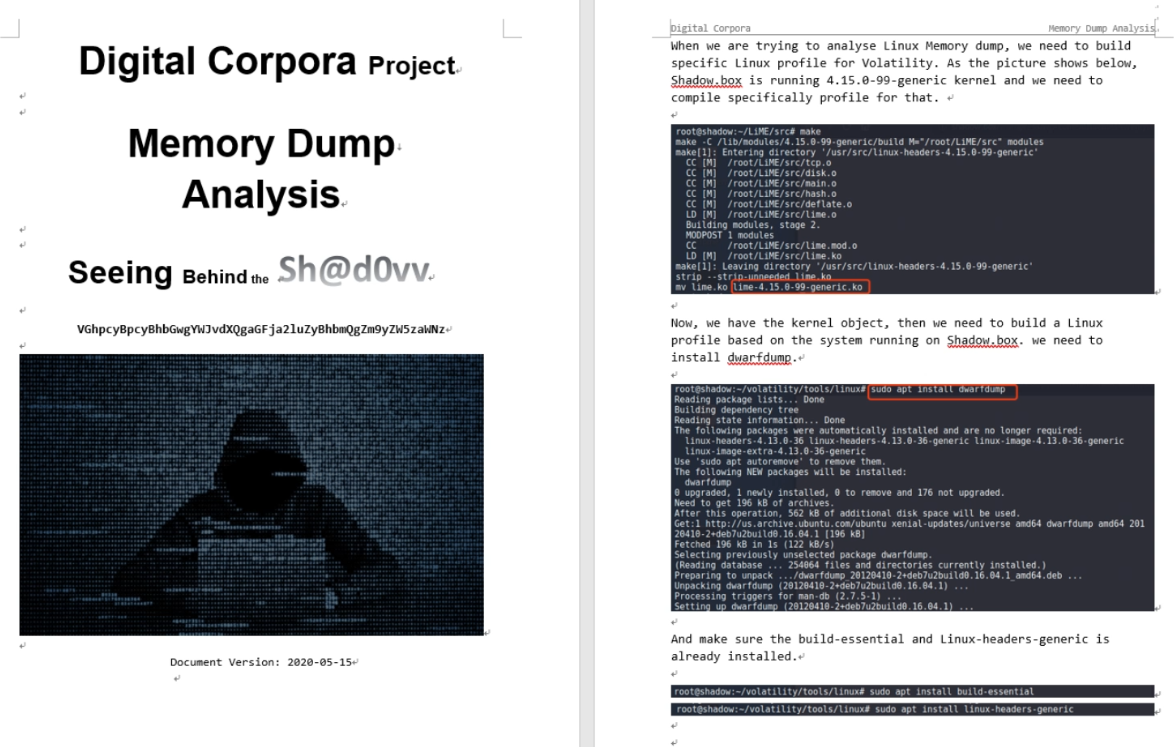 Digital Corpora Project
Memory Dump
Analysis
Seeing Behind the Sh@d0vv
VGhpcyBpcyBhbGwgYWJvdXQgaGFja2luZyBhbmQgZm9yZW5zaWNz
Document Version: 2020-05-15
Digital Corpora Memory Dump Analysis
When we are trying to analyse Linux Memory dump, we need to build
specific Linux profile for Volatility. As the picture shows below,
Shadow.box is running 4.15.0-99-generic kernel and we need to
compile specifically profile for that.
root@shadow:~/LiME/src# make
make -C /lib/modules/4.15.0-99-generic/build M="/root/LiME/src" modules
make[1]: Entering directory '/usr/src/linux-headers-4.15.0-99-generic'
CC [M] /root/LiME/src/tcp.o
CC [M] /root/LiME/src/disk.o
CC [M] /root/LiME/src/main.o
CC [M] /root/LiME/src/hash.o
CC [M] /root/LiME/src/deflate.o
LD [M] /root/LiME/src/lime.o
Building modules, stage 2.
MODPOST 1 modules
CC /root/LiME/src/lime.mod.o
LD [M] /root/LiME/src/lime.ko
make[1]: Leaving directory '/usr/src/linux-headers-4.15.0-99-generic'
strip --strip-unneeded lime.ko
mv lime.ko lime-4.15.0-99-generic.ko
Now, we have the kernel object, then we need to build a Linux
profile based on the system running on Shadow.box. we need to
install dwarfdump.
root@shadow:~/volatility/tools/linux# sudo apt install dwarfdump
Reading package lists... Done
Building dependency tree
Reading state information... Done
The following packages were automatically installed and are no longer required:
linux-headers-4.13.0-36 linux-headers-4.13.0-36-generic linux-image-4.13.0-36-generic
linux-image-extra-4.13.0-36-generic
Use 'sudo apt autoremove' to remove them.
The following NEW packages will be installed:
dwarfdump
0 upgraded, 1 newly installed, 0 to remove and 176 not upgraded.
Need to get 196 kB of archives.
After this operation, 562 kB of additional disk space will be used.
Get:1 http://us.archive.ubuntu.com/ubuntu xenial-updates/universe amd64 dwarfdump amd64 201
20410-2+deb7u2build0.16.04.1 [196 kB]
Fetched 196 kB in 1s (122 kB/s)
Selecting previously unselected package dwarfdump.
(Reading database ... 254064 files and directories currently installed.)
Preparing to unpack .../dwarfdump_20120410-2+deb7u2build0.16.04.1_amd64.deb ...
Unpacking dwarfdump (20120410-2+deb7u2build0.16.04.1) ...
Processing triggers for man-db (2.7.5-1) ...
Setting up dwarfdump (20120410-2+deb7u2build0.16.04.1) ...
And make sure the build-essential and Linux-headers-generic is
already installed.
root@shadow:~/volatility/tools/linux# sudo apt install build-essential
root@shadow:~/volatility/tools/linux# sudo apt install linux-headers-generic